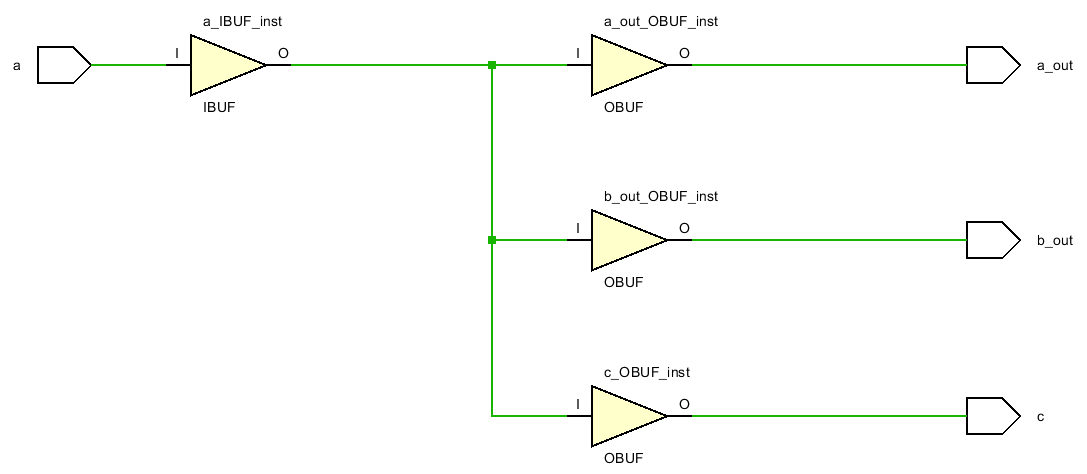 a_IBUF_inst
a_out_OBUF_inst
I
O
I
O
a
a_out
IBUF
OBUF
b_out_OBUF_inst
I
O
b_out
OBUF
c_OBUF_inst
I
O
c
OBUF